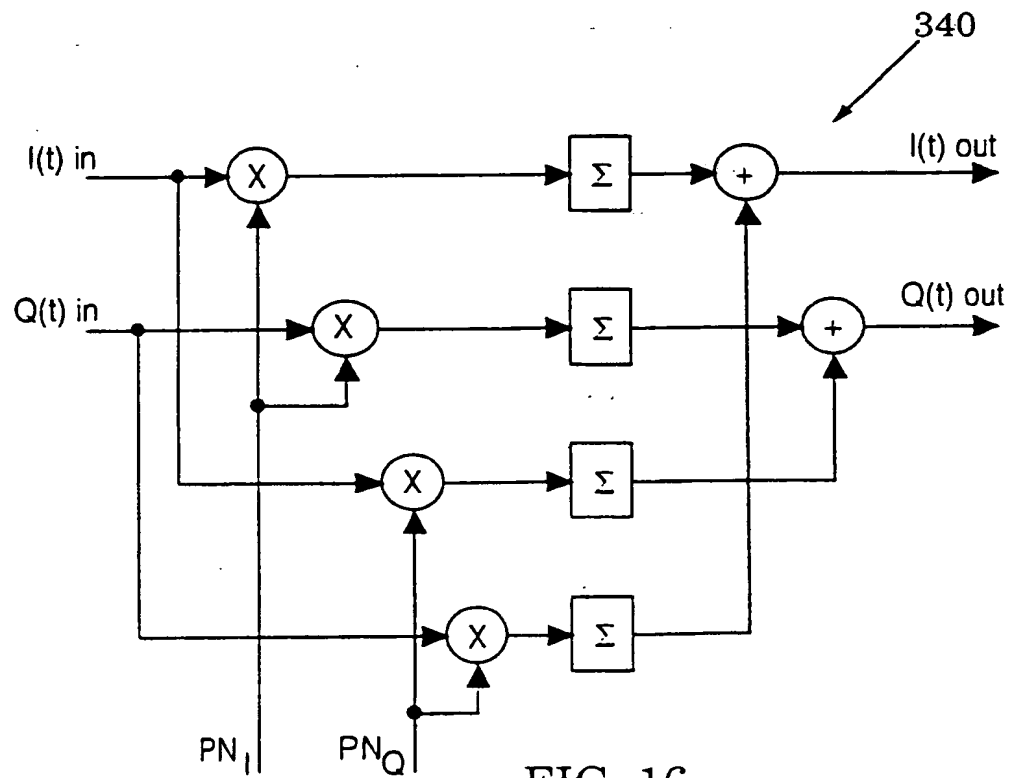 340
I(t) in
X
Σ
+
I(t) out
Q(t) in
X
Σ
+
Q(t) out
X
Σ
X
Σ
PN_I
PN_Q
FIG. 16